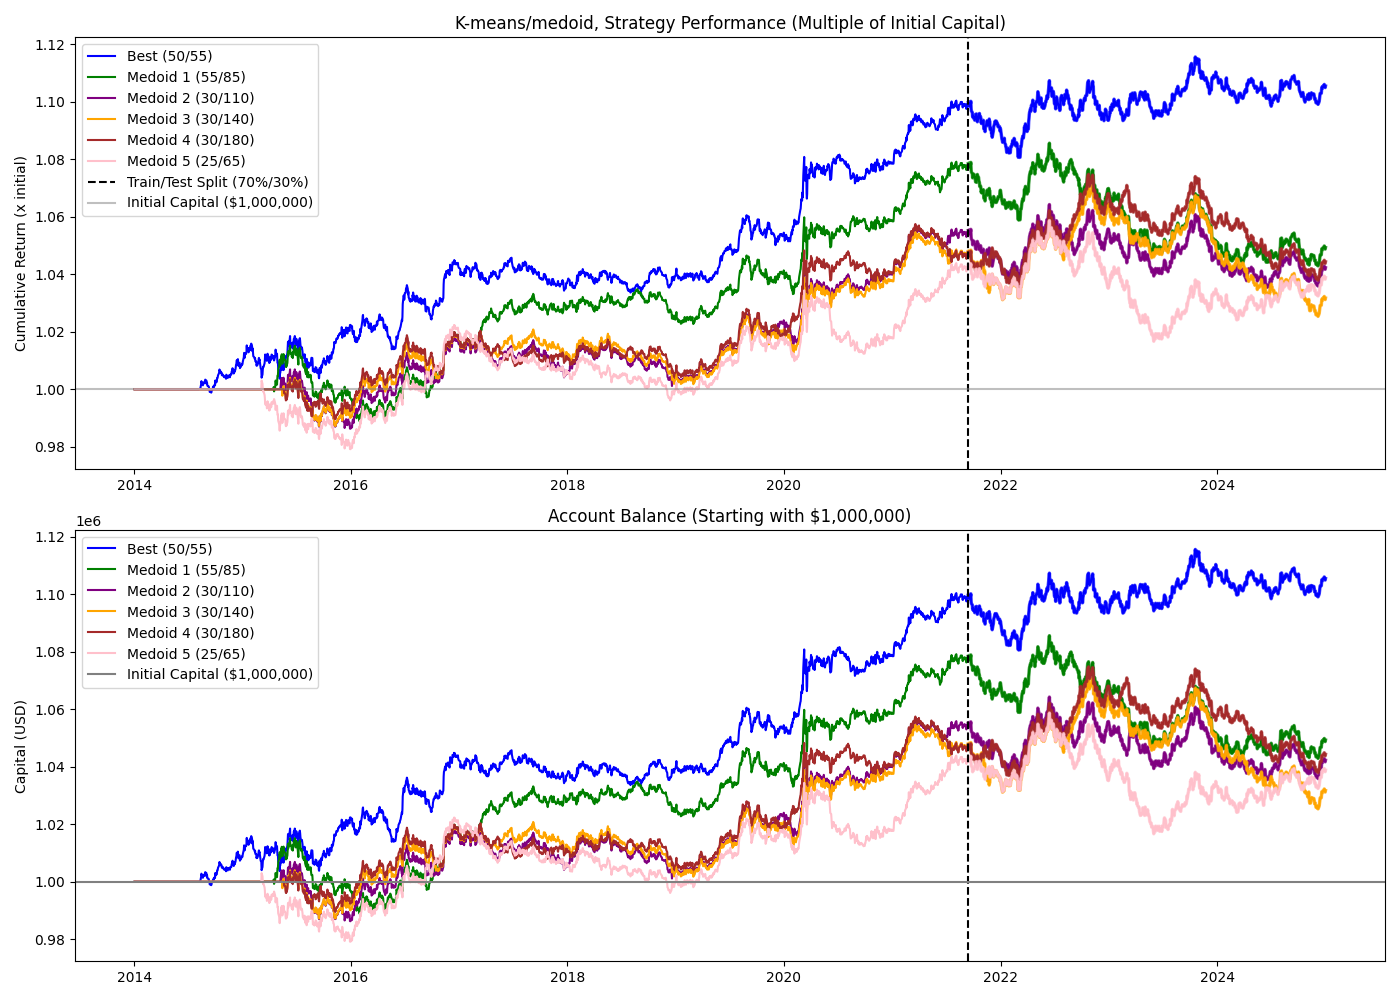 K-means/medoid, Strategy Performance (Multiple of Initial Capital)
Cumulative Return (x initial)
1.12
1.10
1.08
1.06
1.04
1.02
1.00
0.98
Best (50/55)
Medoid 1 (55/85)
Medoid 2 (30/110)
Medoid 3 (30/140)
Medoid 4 (30/180)
Medoid 5 (25/65)
Train/Test Split (70%/30%)
Initial Capital ($1,000,000)
2014 2016 2018 2020 2022 2024
Account Balance (Starting with $1,000,000)
1e6
Capital (USD)
1.12
1.10
1.08
1.06
1.04
1.02
1.00
0.98
Best (50/55)
Medoid 1 (55/85)
Medoid 2 (30/110)
Medoid 3 (30/140)
Medoid 4 (30/180)
Medoid 5 (25/65)
Initial Capital ($1,000,000)
2014 2016 2018 2020 2022 2024